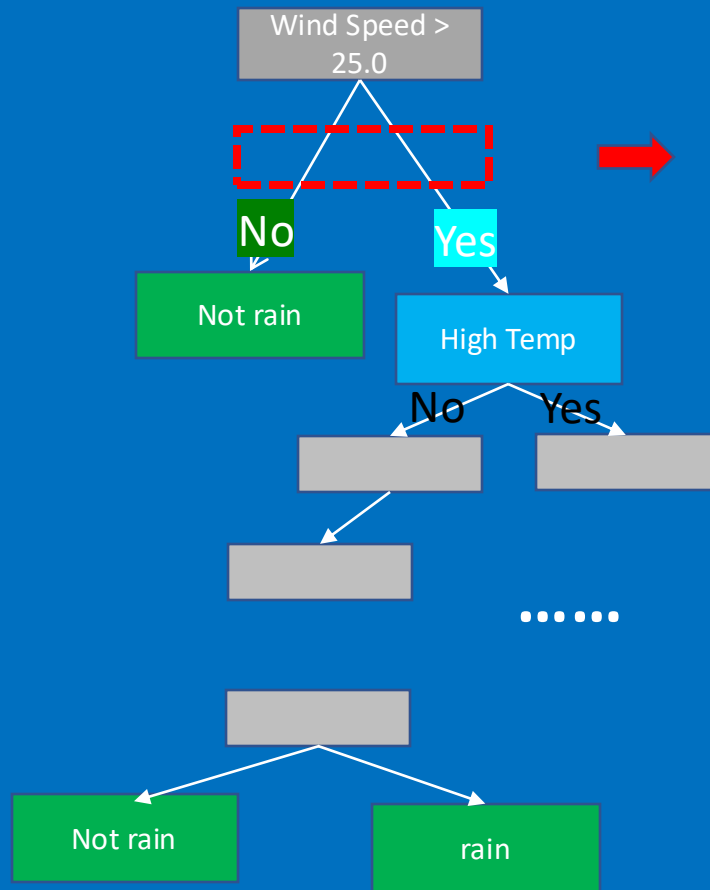 Wind Speed >
25.0
No
Yes
Not rain
High Temp
No
Yes
......
Not rain
rain